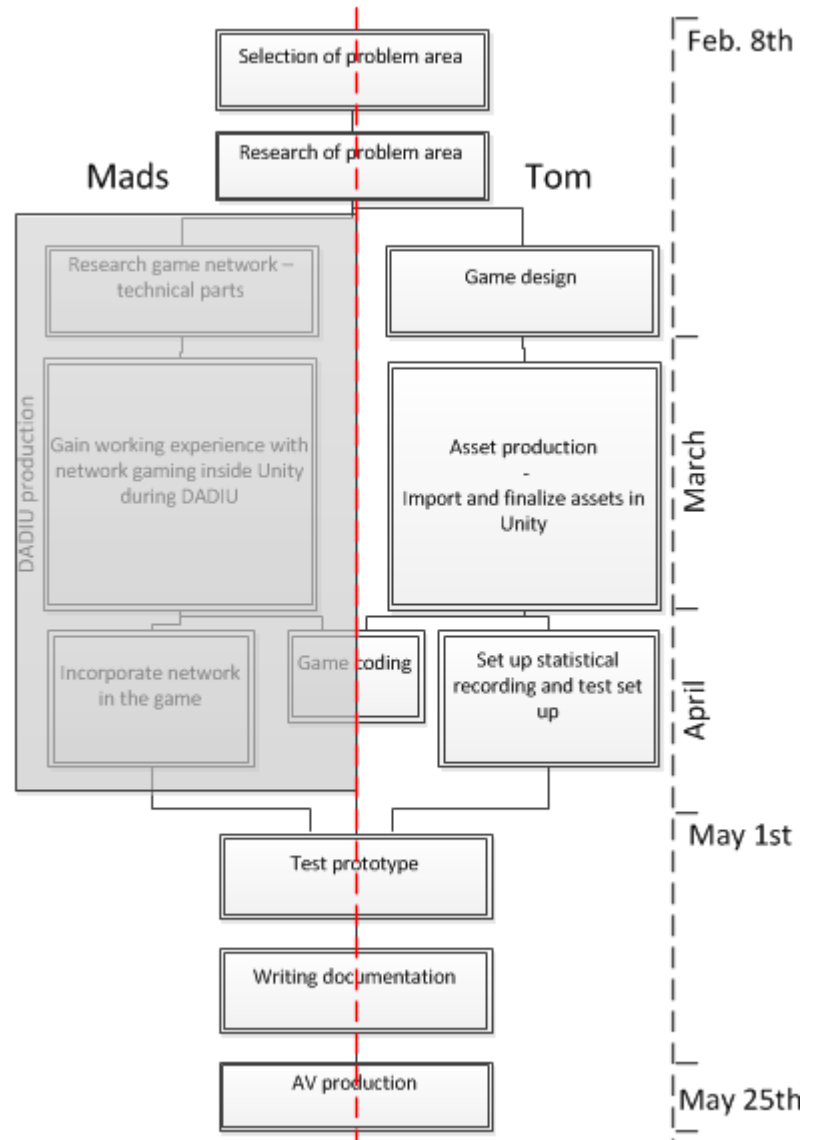 Feb. 8th
Selection of problem area
Research of problem area
Mads
Tom
Research game network –
technical parts
Game design
DADIU production
Gain working experience with
network gaming inside Unity
during DADIU
Asset production
-
Import and finalize assets in
Unity
March
Incorporate network
in the game
Game coding
Set up statistical
recording and test set
up
April
May 1st
Test prototype
Writing documentation
AV production
May 25th